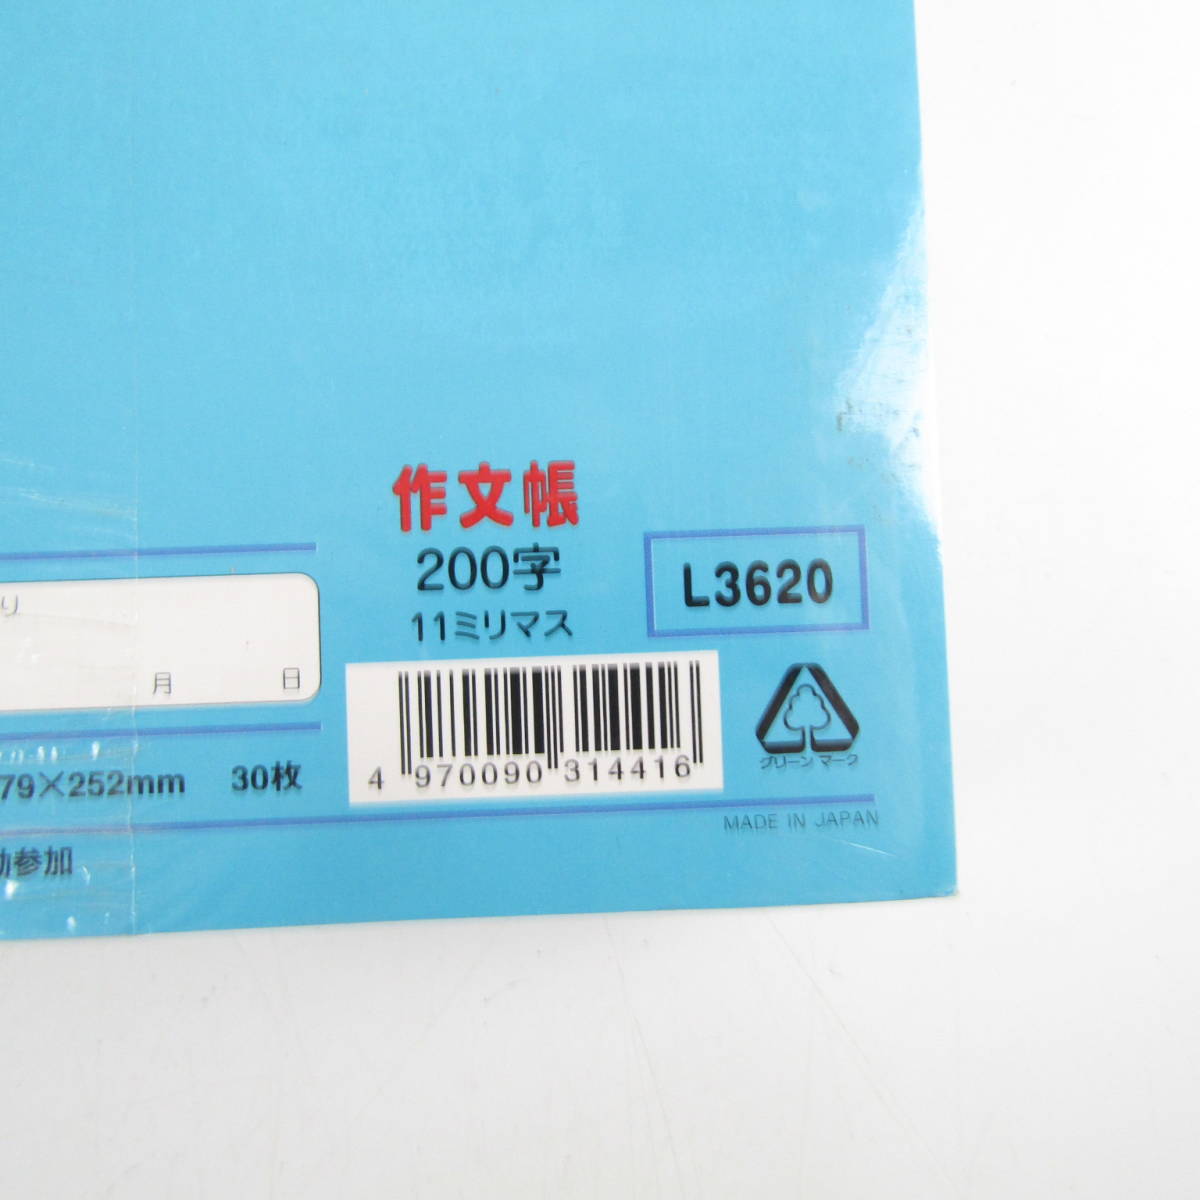 作文帳
200字
11ミリマス
L3620
り
月 日
4 970090 314416
グリーンマーク
79×252mm 30枚
MADE IN JAPAN
参加